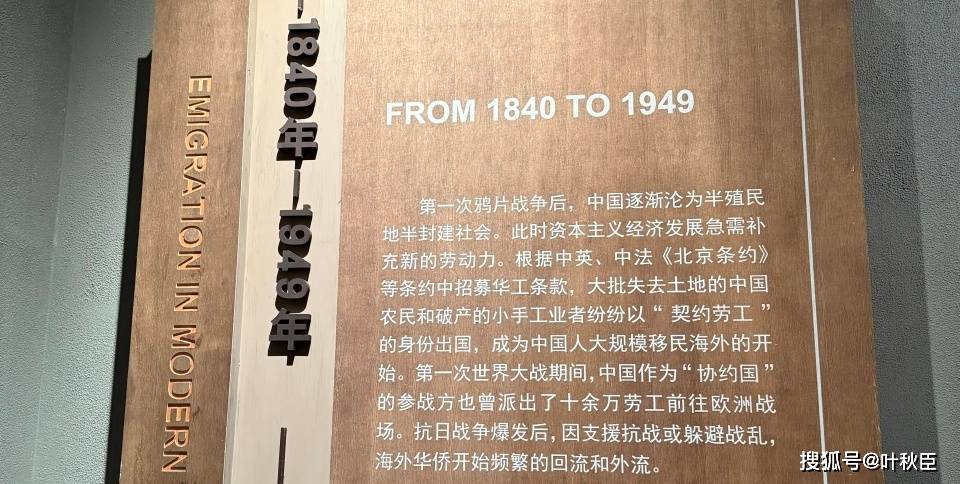 EMIGRATION IN MODERN
1840年—1949年
FROM 1840 TO 1949
第一次鸦片战争后，中国逐渐沦为半殖民
地半封建社会。此时资本主义经济发展急需补
充新的劳动力。根据中英、中法《北京条约》
等条约中招募华工条款，大批失去土地的中国
农民和破产的小手工业者纷纷以“契约劳工”
的身份出国，成为中国人大规模移民海外的开
始。第一次世界大战期间，中国作为“协约国”
的参战方也曾派出了十余万劳工前往欧洲战
场。抗日战争爆发后，因支援抗战或躲避战乱，
海外华侨开始频繁的回流和外流。
搜狐号@叶秋臣